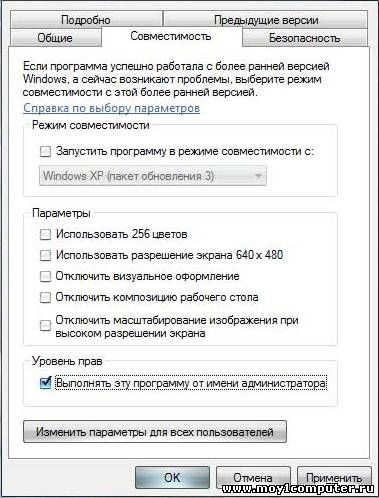 Подробно
Предыдущие версии
Общие
Совместимость
Безопасность
Если программа успешно работала с более ранней версией
Windows, а сейчас возникают проблемы, выберите режим
совместимости с этой более ранней версией.
Справка по выбору параметров
Режим совместимости
Запустить программу в режиме совместимости с:
Windows XP (пакет обновления 3)
Параметры
Использовать 256 цветов
Использовать разрешение экрана 640 x 480
Отключить визуальное оформление
Отключить композицию рабочего стола
Отключить масштабирование изображения при
высоком разрешении экрана
Уровень прав
Выполнять эту программу от имени администратора
Изменить параметры для всех пользователей
OK
Отмена
Применить
www.moy1computer.ru